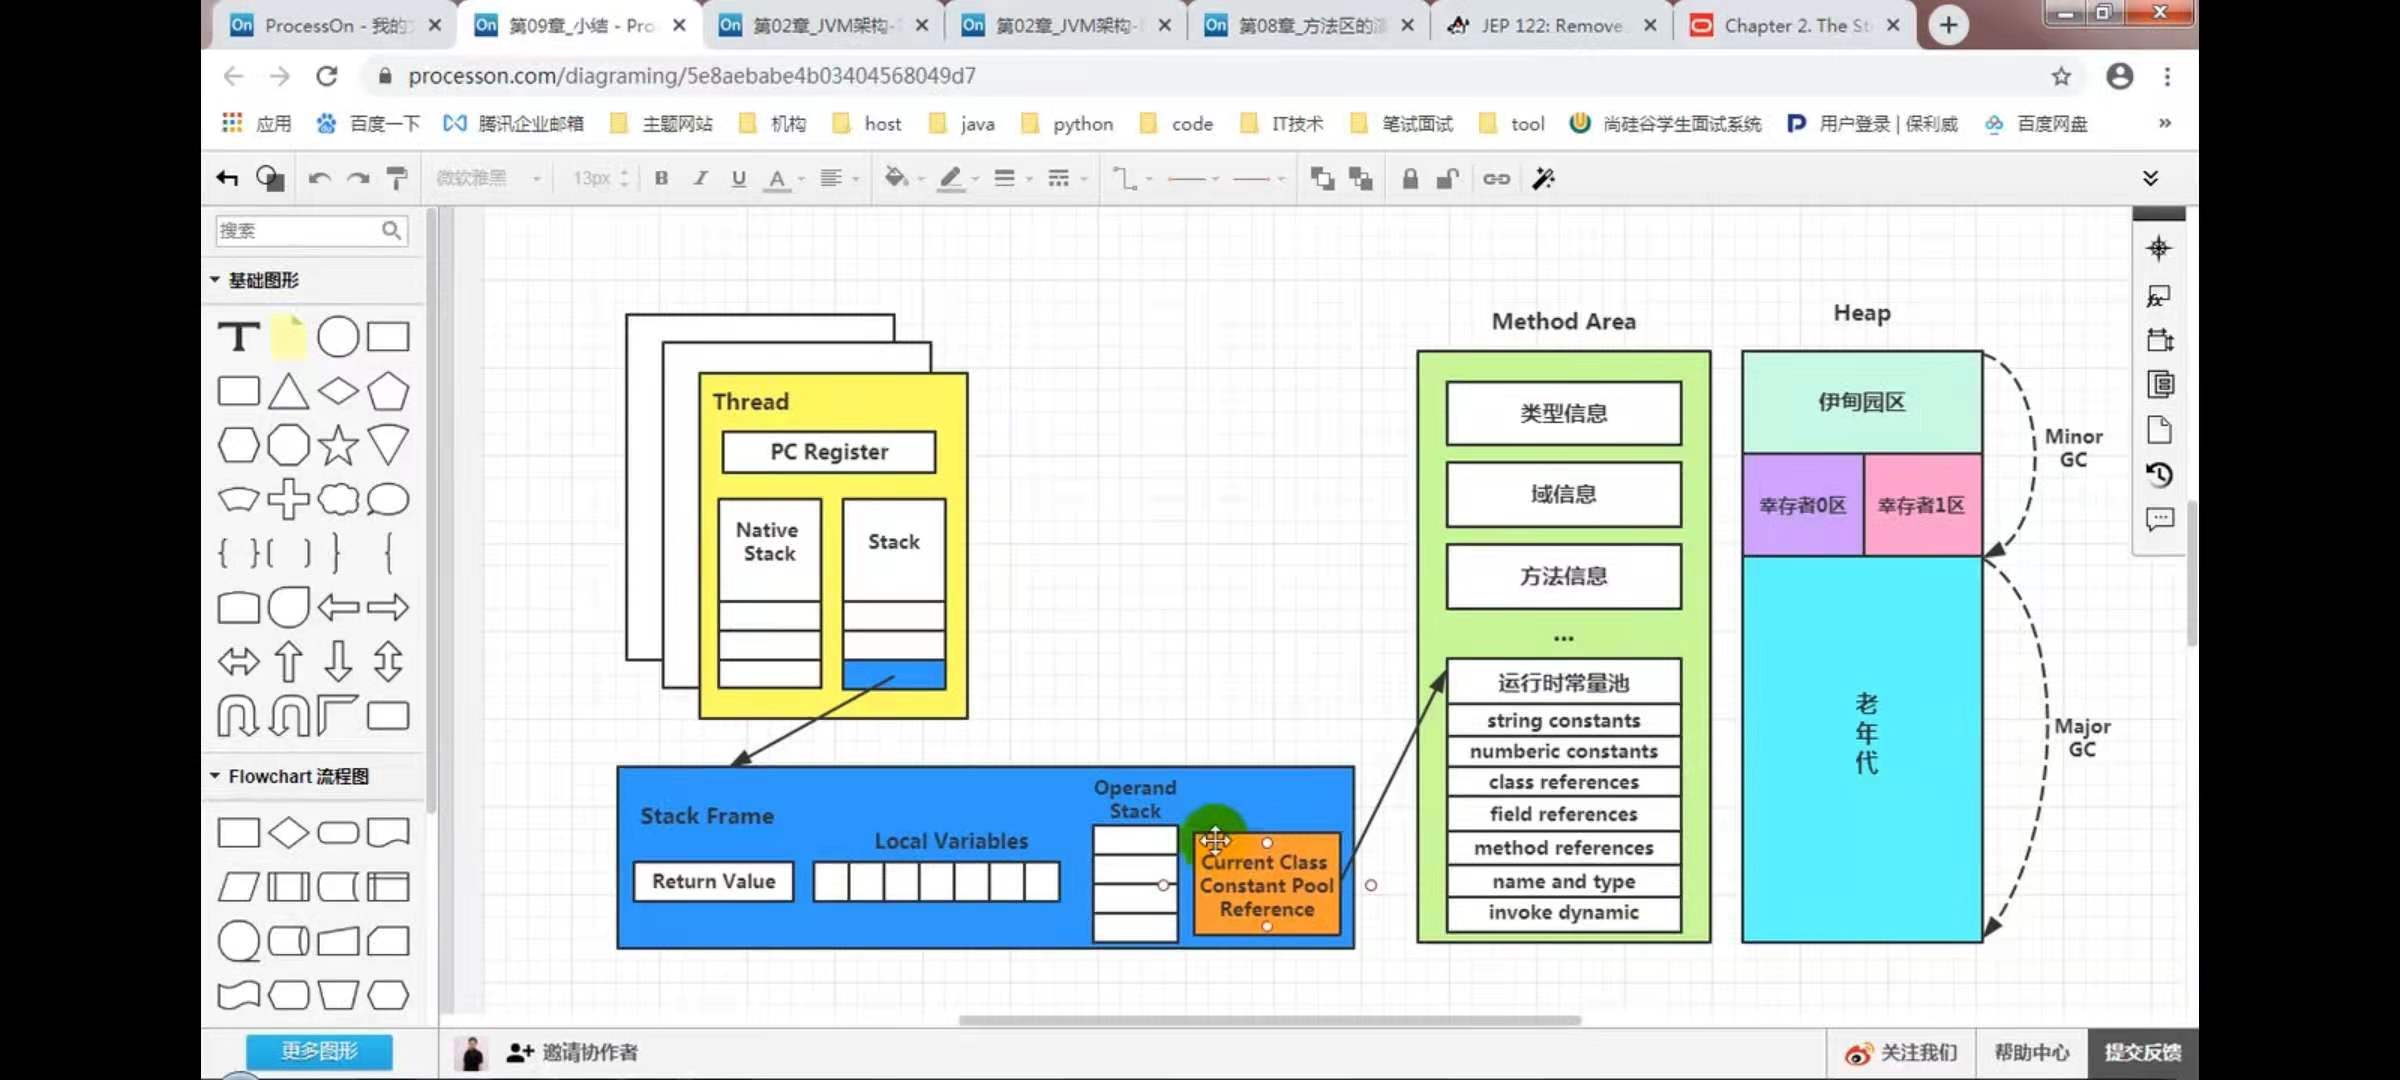 ProcessOn - 我的
第09章_小结 - Pro
第02章_JVM架构-
第02章_JVM架构-
第08章_方法区的
JEP 122: Remove
Chapter 2. The St
processon.com/diagraming/5e8aebabe4b03404568049d7
应用
百度一下
腾讯企业邮箱
主题网站
机构
host
java
python
code
IT技术
笔试面试
tool
尚硅谷学生面试系统
用户登录 | 保利威
百度网盘
»
微软雅黑
13px
B
I
U
A
搜索
基础图形
T
Flowchart 流程图
更多图形
Thread
PC Register
Native
Stack
Stack
Stack Frame
Return Value
Local Variables
Operand
Stack
Current Class
Constant Pool
Reference
Method Area
类型信息
域信息
方法信息
...
运行时常量池
string constants
numberic constants
class references
field references
method references
name and type
invoke dynamic
Heap
伊甸园区
幸存者0区
幸存者1区
老
年
代
Minor
GC
Major
GC
邀请协作者
关注我们
帮助中心
提交反馈